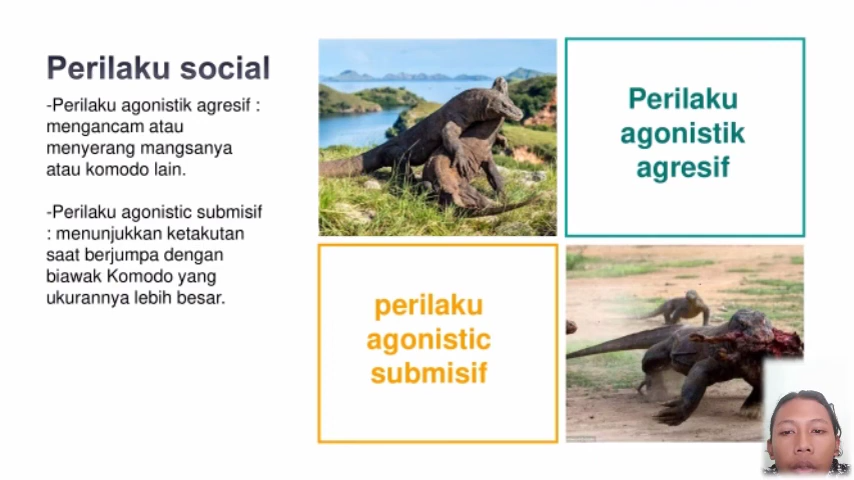 Perilaku social
-Perilaku agonistik agresif :
mengancam atau
menyerang mangsanya
atau komodo lain.
-Perilaku agonistic submisif
: menunjukkan ketakutan
saat berjumpa dengan
biawak Komodo yang
ukurannya lebih besar.
Perilaku
agonistik
agresif
perilaku
agonistic
submisif